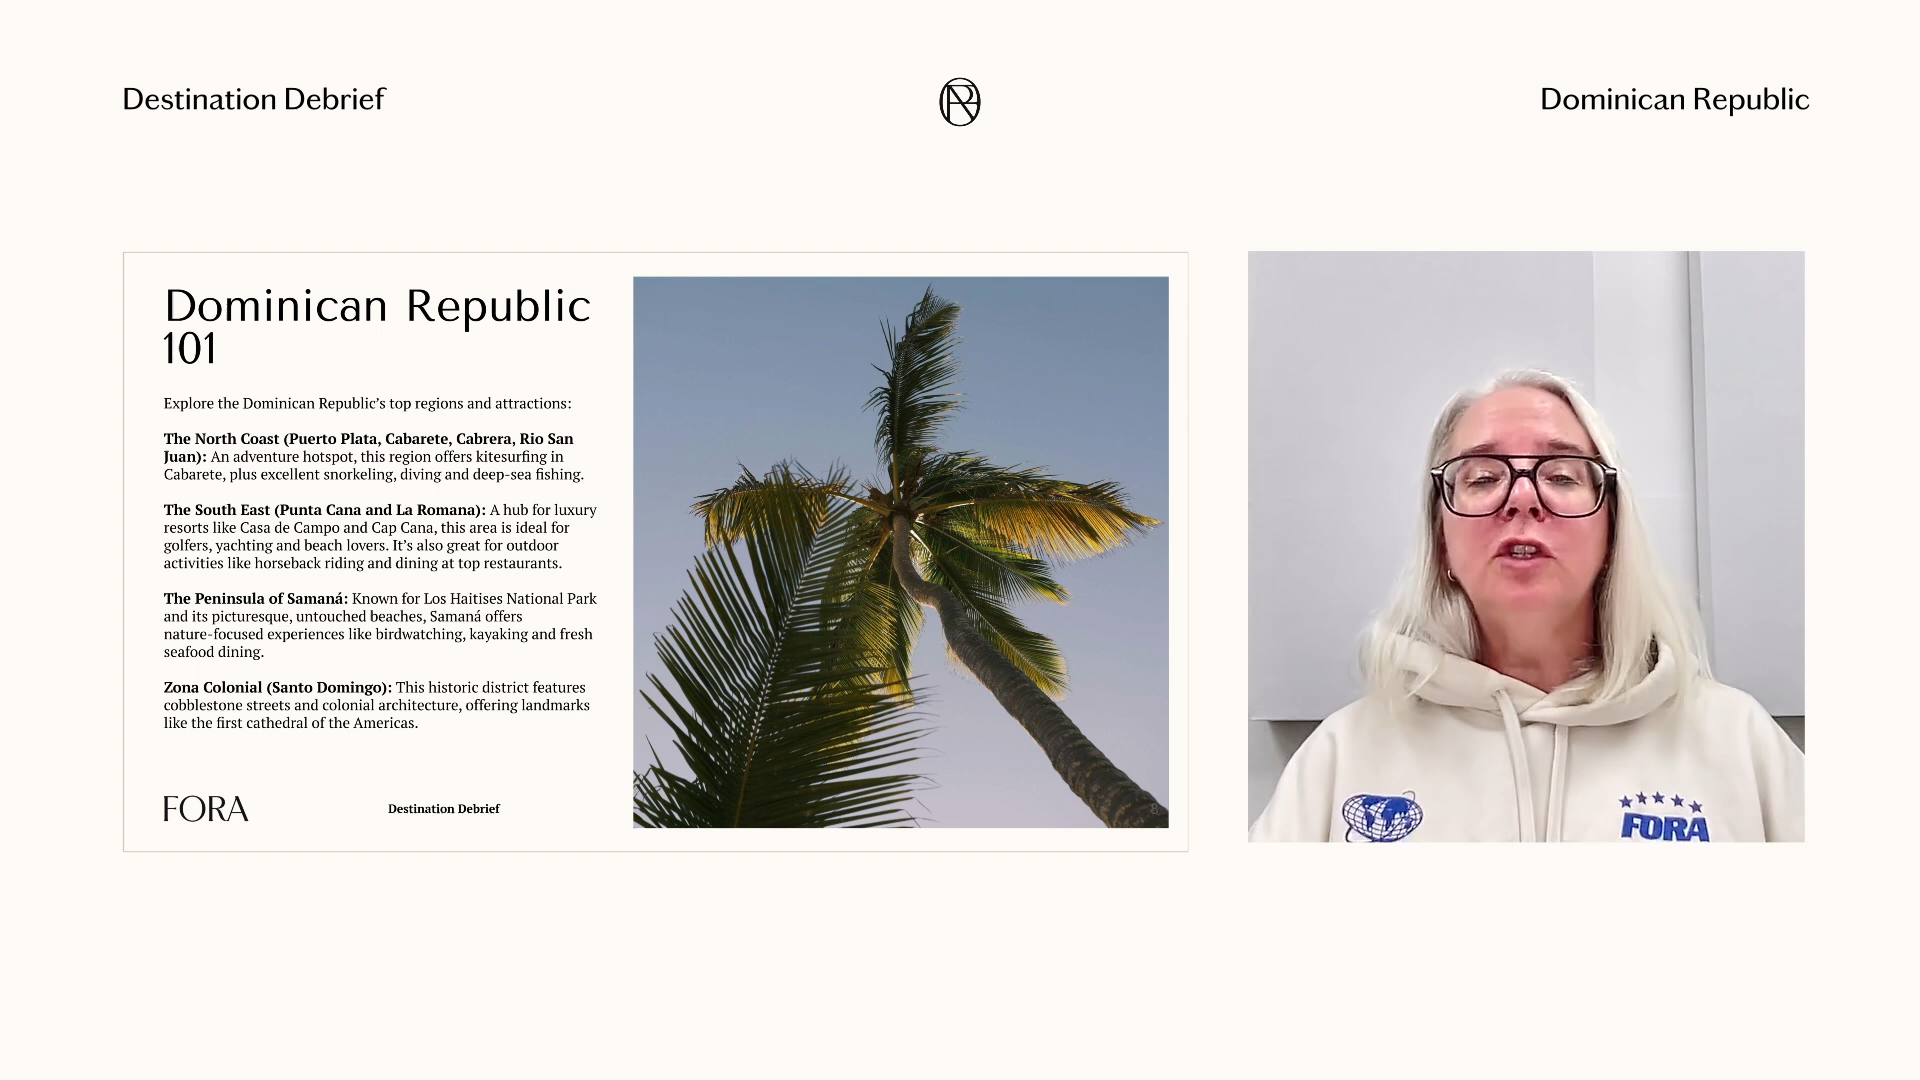 Destination Debrief
Dominican Republic
Dominican Republic
101
Explore the Dominican Republic’s top regions and attractions:
The North Coast (Puerto Plata, Cabarete, Cabrera, Rio San
Juan): An adventure hotspot, this region offers kitesurfing in
Cabarete, plus excellent snorkeling, diving and deep-sea fishing.
The South East (Punta Cana and La Romana): A hub for luxury
resorts like Casa de Campo and Cap Cana, this area is ideal for
golfers, yachting and beach lovers. It’s also great for outdoor
activities like horseback riding and dining at top restaurants.
The Peninsula of Samaná: Known for Los Haitises National Park
and its picturesque, untouched beaches, Samaná offers
nature-focused experiences like birdwatching, kayaking and fresh
seafood dining.
Zona Colonial (Santo Domingo): This historic district features
cobblestone streets and colonial architecture, offering landmarks
like the first cathedral of the Americas.
FORA
Destination Debrief
8
FORA